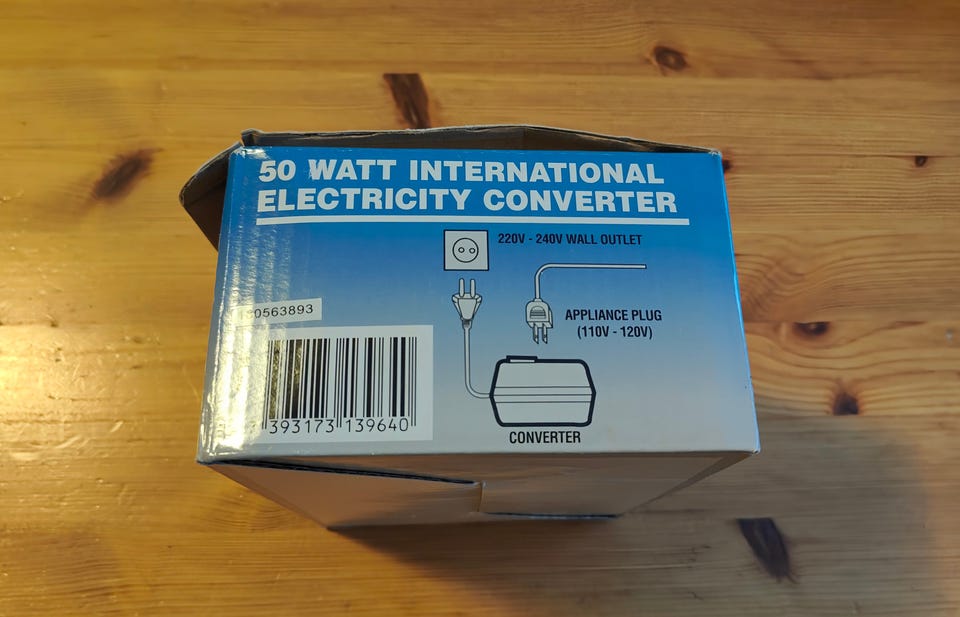 50 WATT INTERNATIONAL
ELECTRICITY CONVERTER
220V - 240V WALL OUTLET
APPLIANCE PLUG
(110V - 120V)
393173 139640
CONVERTER